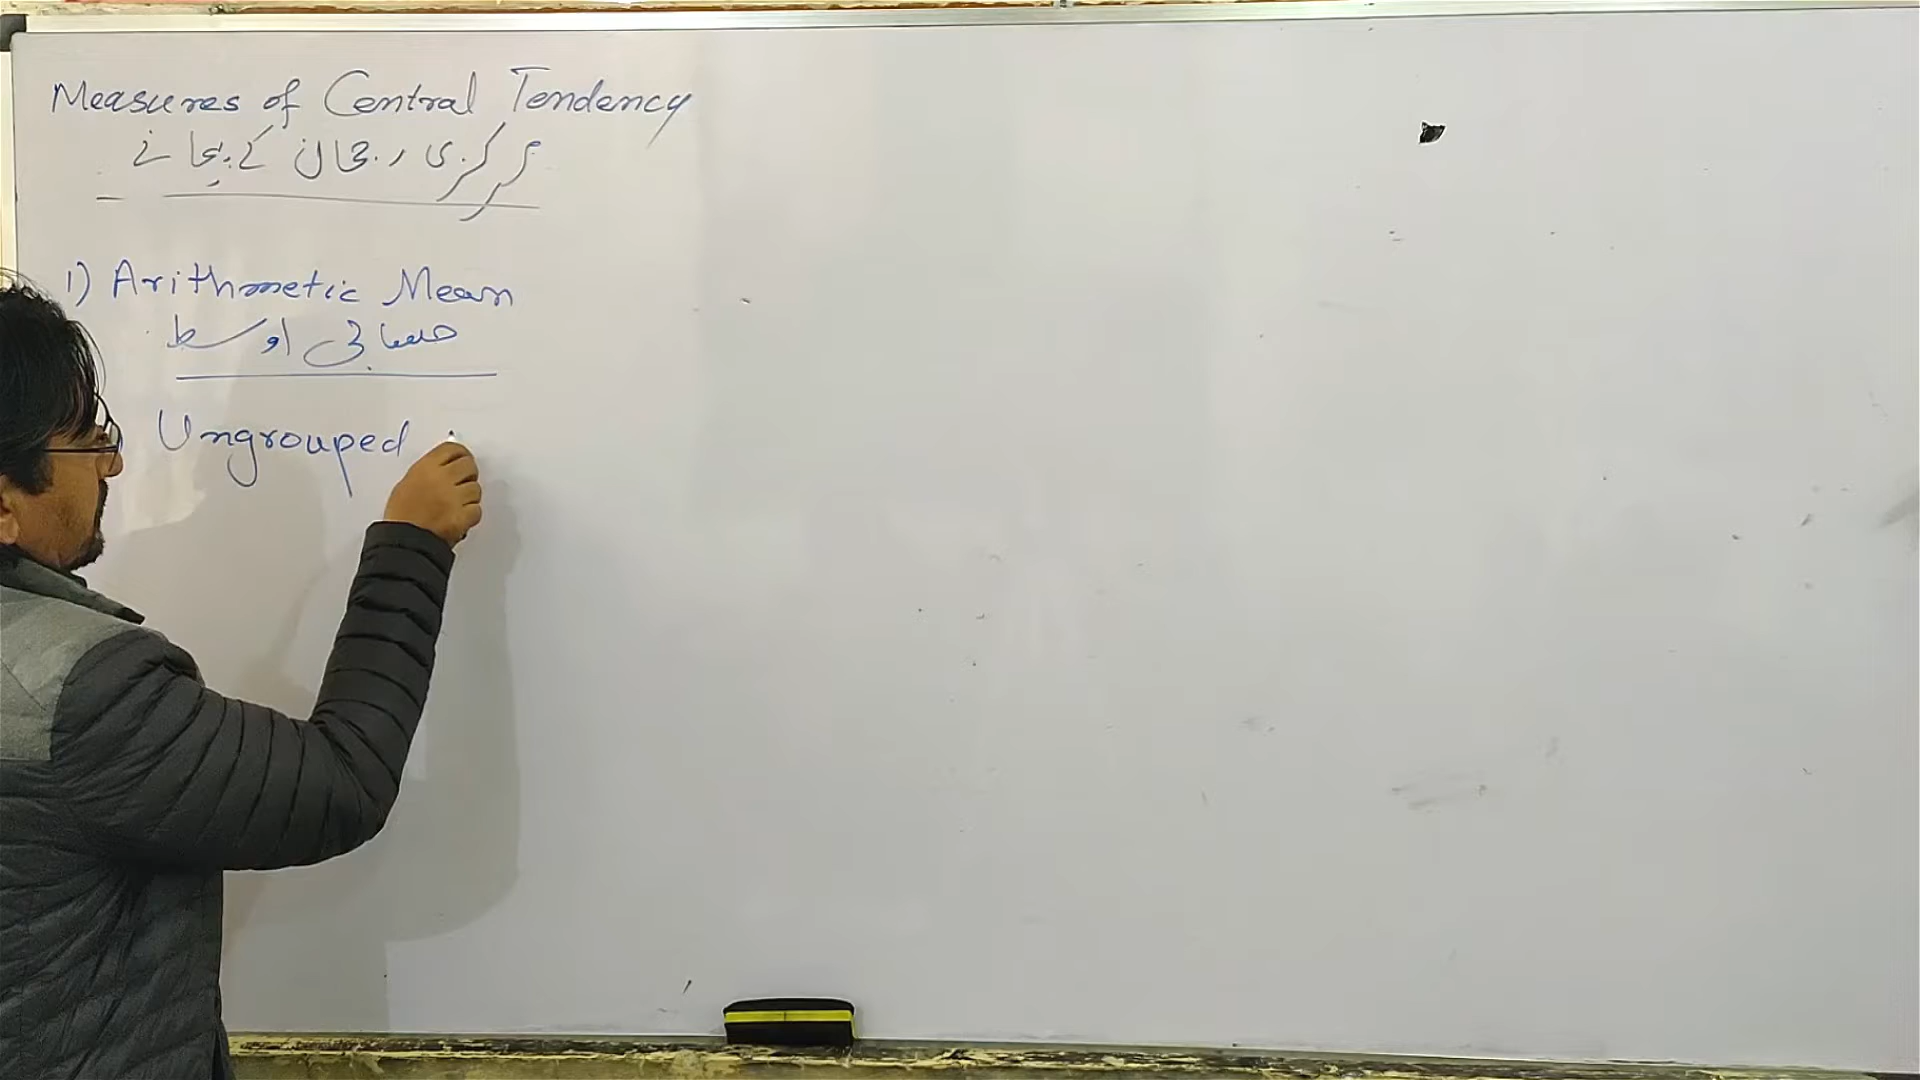 Measures of Central Tendency
مرکزی رجحان کے پیمانے
1) Arithmetic Mean
حسابی اوسط
Ungrouped